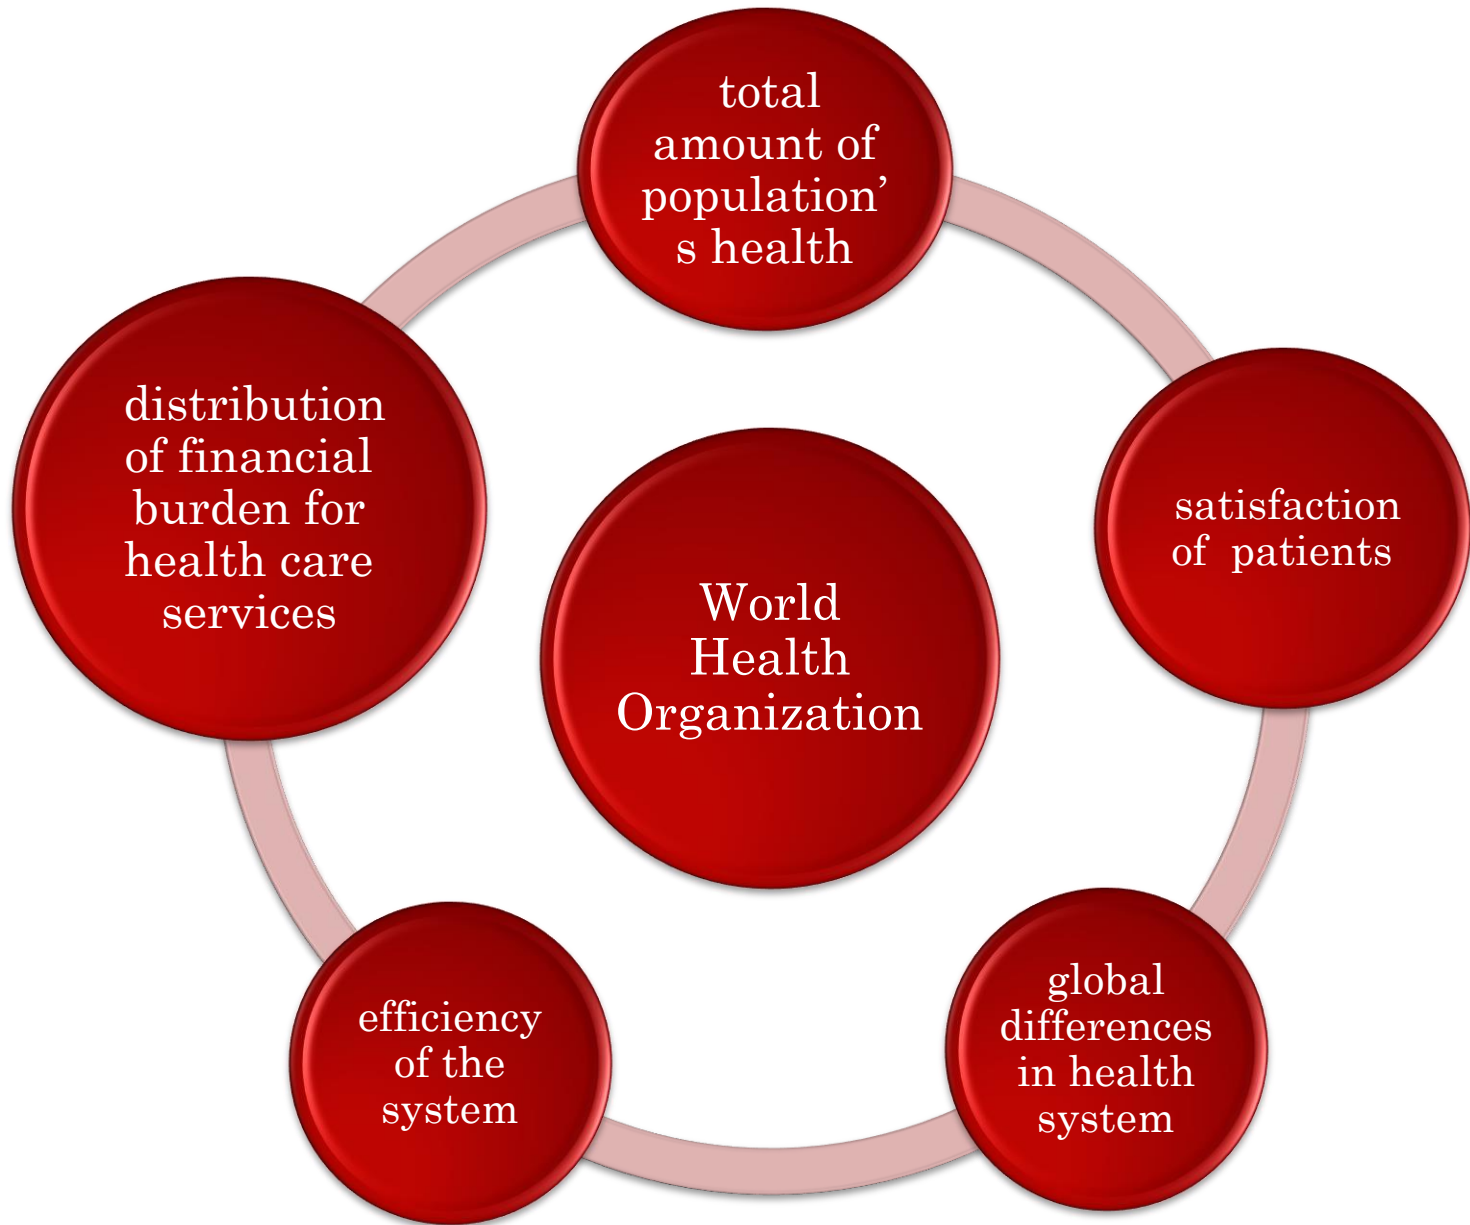 total
amount of
population’
s health
satisfaction
of patients
global
differences
in health
system
efficiency
of the
system
distribution
of financial
burden for
health care
services
World
Health
Organization